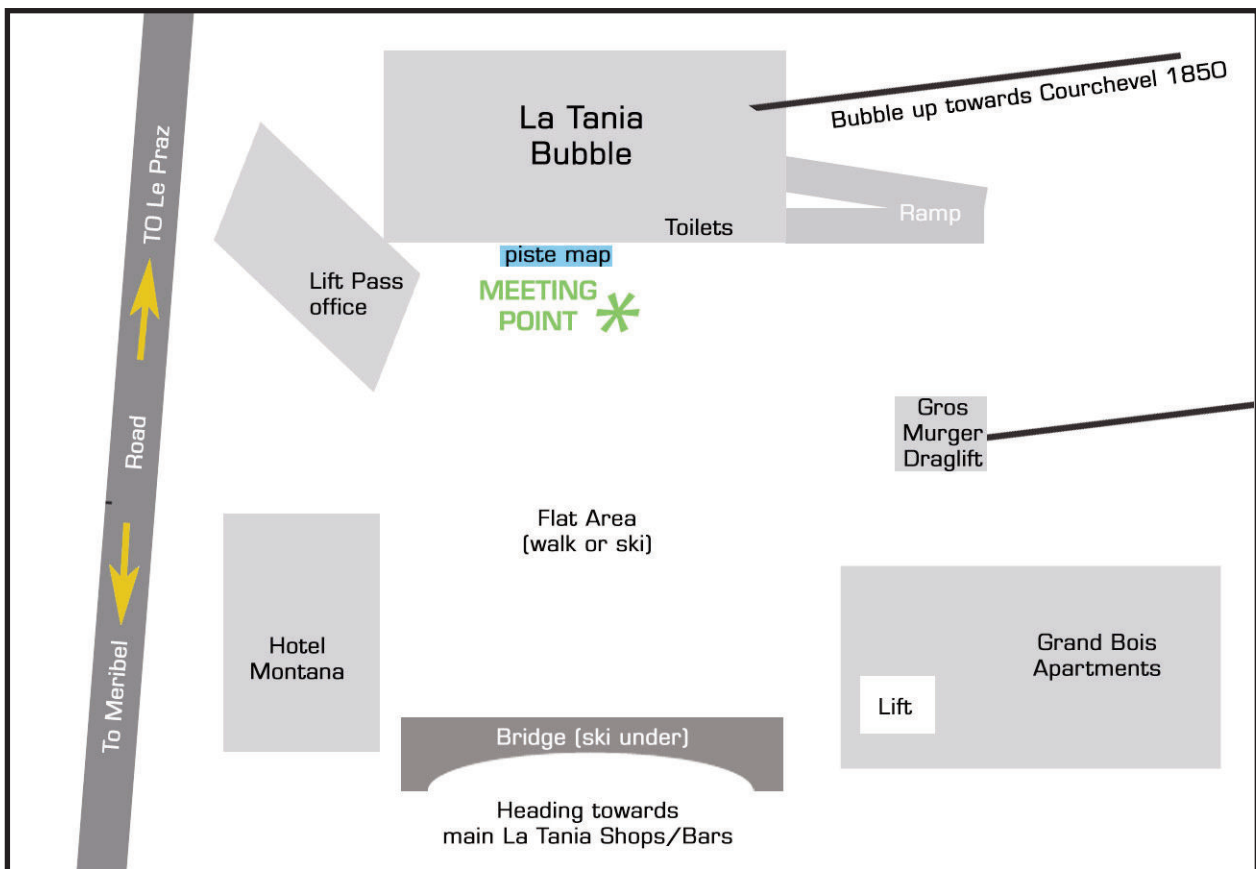 La Tania
Bubble
Bubble up towards Courchevel 1850
TO Le Praz
Ramp
Toilets
piste map
Lift Pass
office
MEETING
POINT
Road
Gros
Murger
Draglift
Flat Area
(walk or ski)
Hotel
Montana
To Meribel
Grand Bois
Apartments
Lift
Bridge (ski under)
Heading towards
main La Tania Shops/Bars